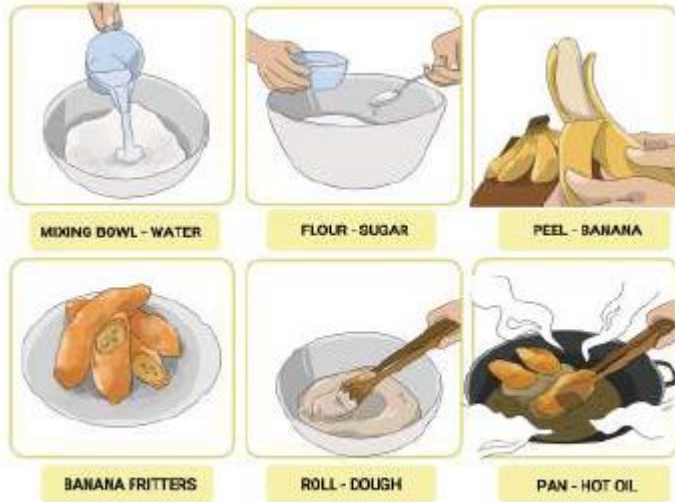 MIXING BOWL - WATER
FLOUR - SUGAR
PEEL - BANANA
BANANA FRITTERS
ROLL - DOUGH
PAN - HOT OIL